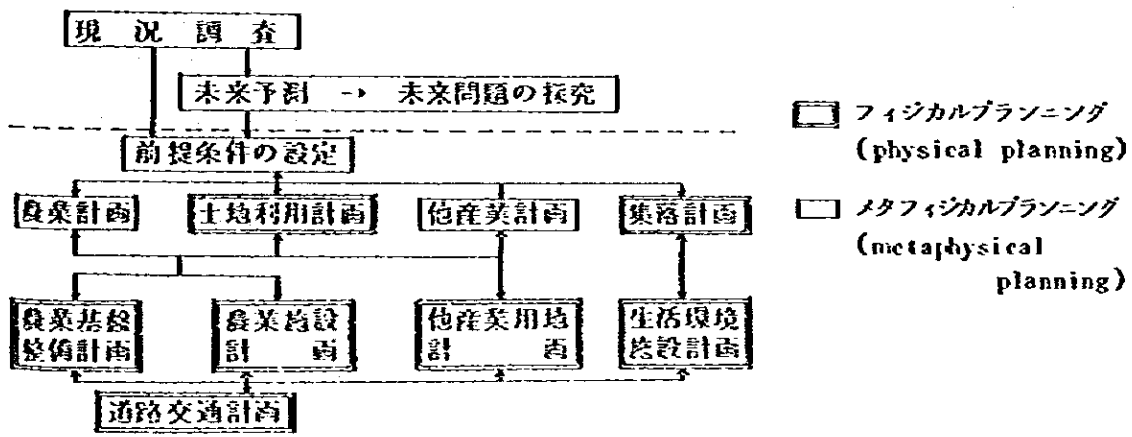 現況調査
未来予測 → 未来問題の探究
前提条件の設定
農業計画 土地利用計画 他産業計画 集落計画
農業基盤 農業施設 他産業用地 生活環境
整備計画 計画 計画 施設計画
道路交通計画
フィジカルプランニング
(physical planning)
メタフィジカルプランニング
(metaphysical
planning)